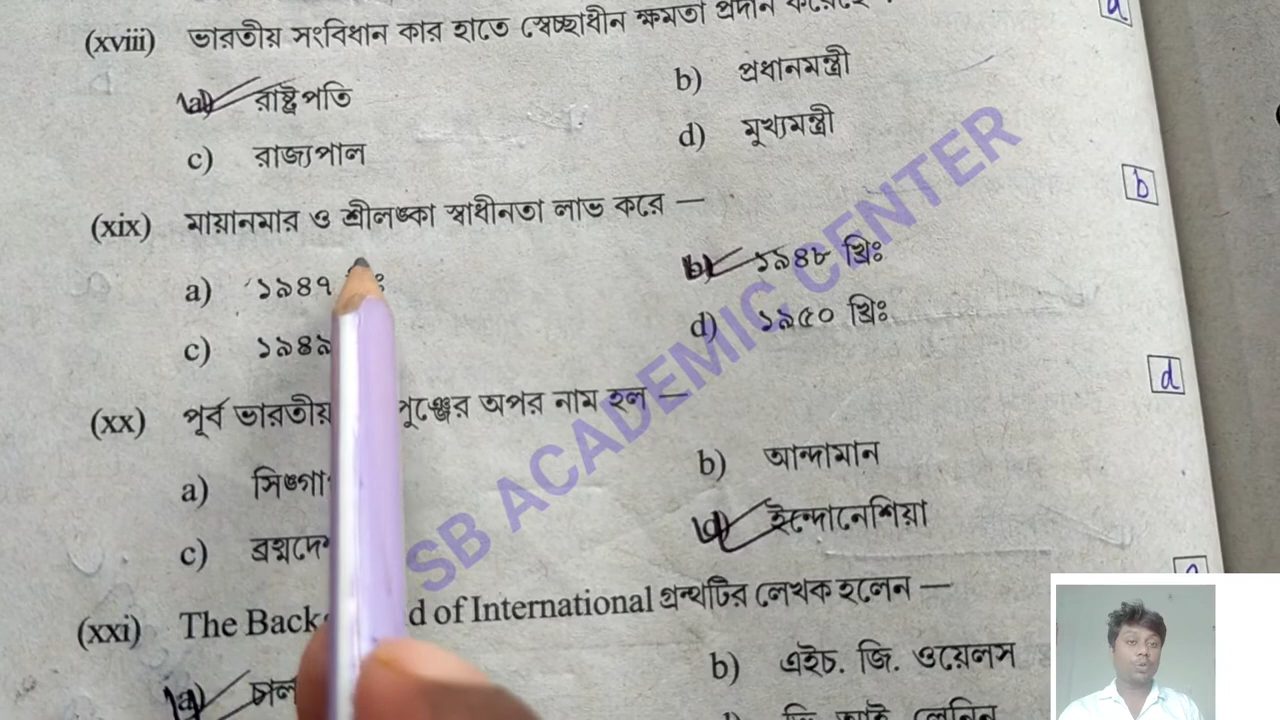 (xviii) ভারতীয় সংবিধান কার হাতে স্বেচ্ছাধীন ক্ষমতা প্রদান করেছে ?
a
a) রাষ্ট্রপতি b) প্রধানমন্ত্রী
c) রাজ্যপাল d) মুখ্যমন্ত্রী
(xix) মায়ানমার ও শ্রীলঙ্কা স্বাধীনতা লাভ করে — b
a) ১৯৪৭ b) ১৯৪৮ খ্রিঃ
c) ১৯৪৯ d) ১৯৫০ খ্রিঃ
(xx) পূর্ব ভারতীয় পুঞ্জের অপর নাম হল — d
a) b) আন্দামান
c) d) ইন্দোনেশিয়া
(xxi) The of International গ্রন্থটির লেখক হলেন —
a) b) এইচ. জি. ওয়েলস
SB ACADEMIC CENTER